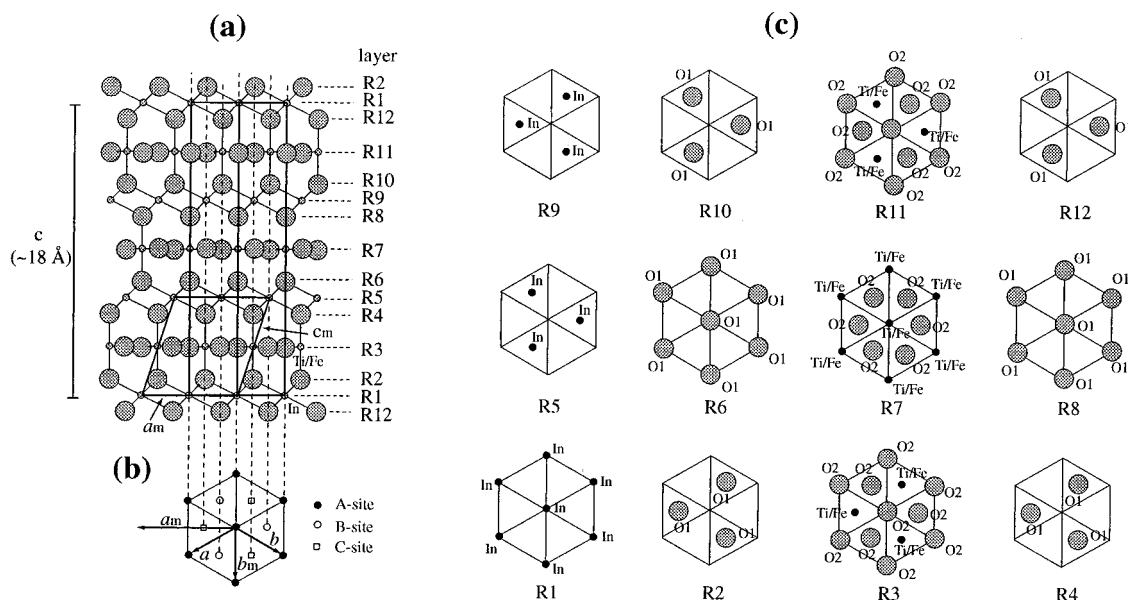 (a)
layer
R2
R1
R12
R11
R10
R9
R8
R7
R6
R5
R4
R3
R2
R1
R12
c
(~18 Å)
cm
Ti/Fe
In
am
(b)
am
a
bm
b
A-site
B-site
C-site
(c)
In
In
In
R9
O1
O1
O1
R10
O2
O2
Ti/Fe
O2
O2
Ti/Fe
O2
Ti/Fe
O2
O2
O2
R11
O1
O1
O1
R12
In
In
In
R5
O1
O1
O1
O1
O1
O1
O1
R6
Ti/Fe
Ti/Fe
O2
O2
Ti/Fe
O2
Ti/Fe
O2
Ti/Fe
O2
O2
Ti/Fe
Ti/Fe
R7
O1
O1
O1
O1
O1
O1
O1
R8
In
In
In
In
In
In
In
R1
O1
O1
O1
R2
O2
O2
O2
Ti/Fe
O2
Ti/Fe
O2
O2
O2
Ti/Fe
O2
O2
R3
O1
O1
O1
R4